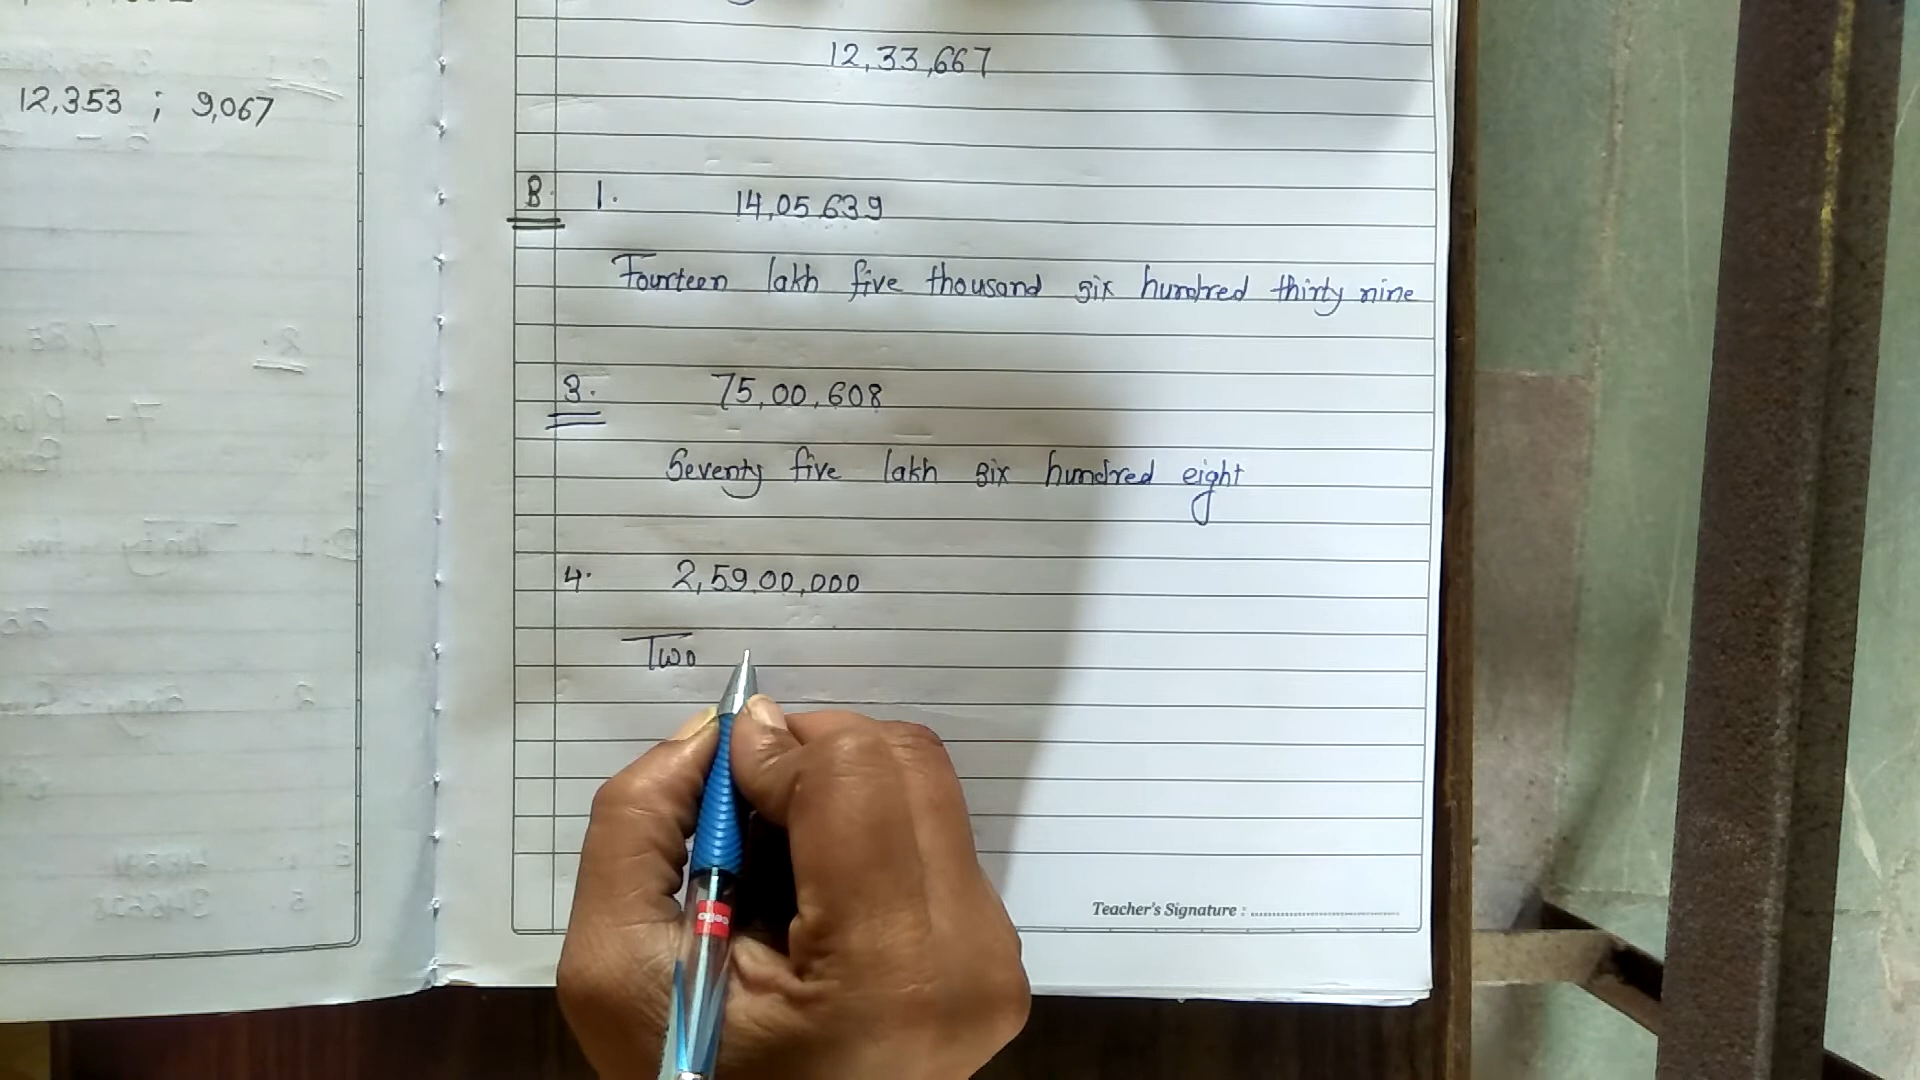 12,353 ; 9,067
12,33,667
B. 1. 14,05,639
Fourteen lakh five thousand six hundred thirty nine
3. 75,00,608
Seventy five lakh six hundred eight
4. 2,59,00,000
Two
cello
Teacher's Signature :